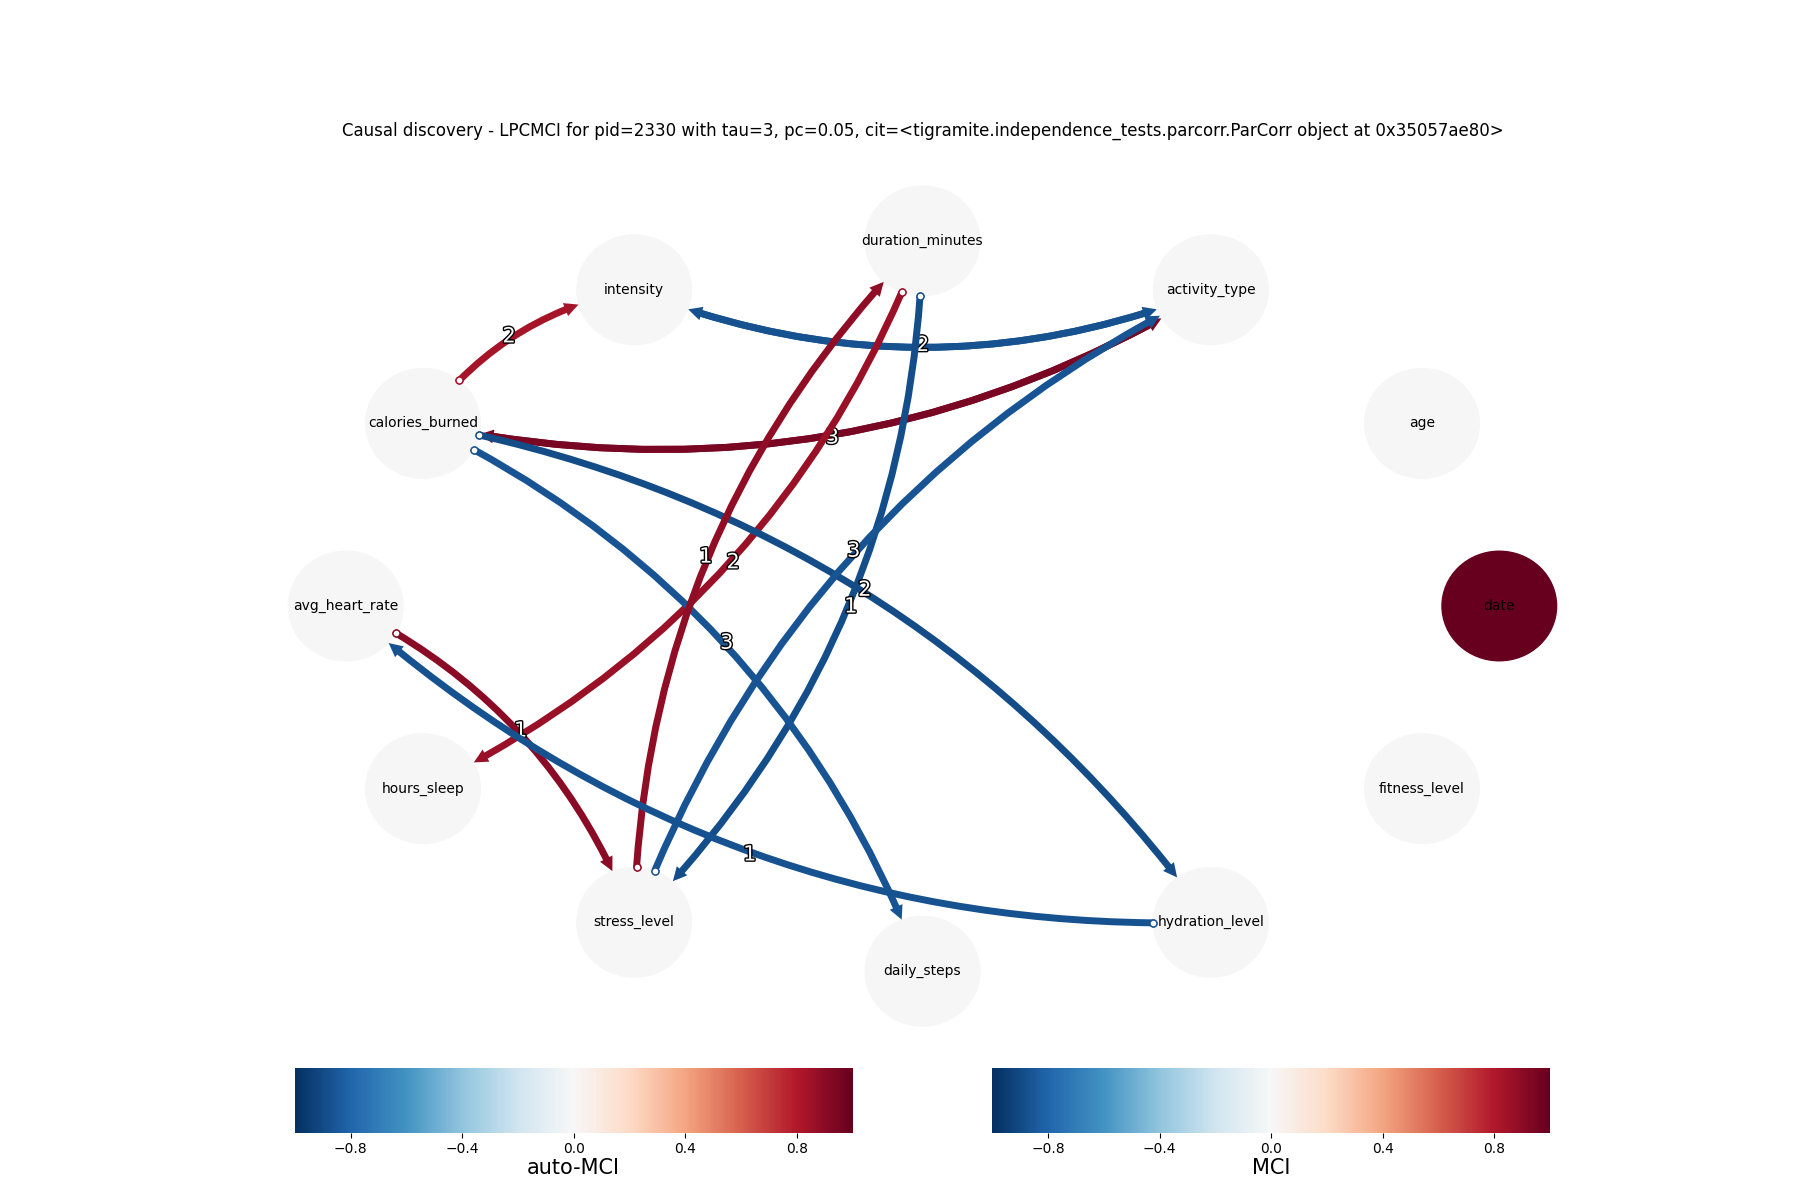 Causal discovery - LPCMCI for pid=2330 with tau=3, pc=0.05, cit=<tigramite.independence_tests.parcorr.ParCorr object at 0x35057ae80>
duration_minutes
intensity
activity_type
2
2
calories_burned
age
3
1
2
3
2
1
avg_heart_rate
date
3
1
hours_sleep
fitness_level
1
stress_level
hydration_level
daily_steps
−0.8 −0.4 0.0 0.4 0.8
auto-MCI
−0.8 −0.4 0.0 0.4 0.8
MCI